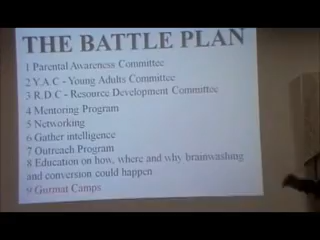 THE BATTLE PLAN
1 Parental Awareness Committee
2 Y.A.C - Young Adults Committee
3 R.D.C - Resource Development Committee
4 Mentoring Program
5 Networking
6 Gather intelligence
7 Outreach Program
8 Education on how, where and why brainwashing
and conversion could happen
9 Gurmat Camps